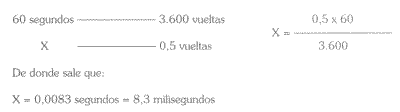 60 segundos ——————— 3.600 vueltas
X ——————— 0,5 vueltas
X = 0,5 x 60 / 3.600
De donde sale que:
X = 0,0083 segundos = 8,3 milisegundos